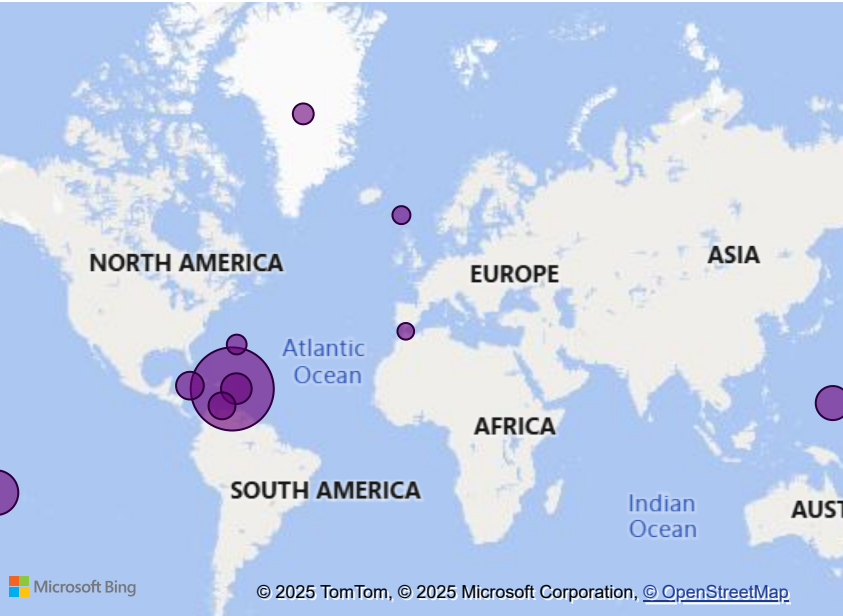 NORTH AMERICA
EUROPE
ASIA
Atlantic
Ocean
AFRICA
SOUTH AMERICA
Indian
Ocean
AUST
Microsoft Bing
© 2025 TomTom, © 2025 Microsoft Corporation, © OpenStreetMap